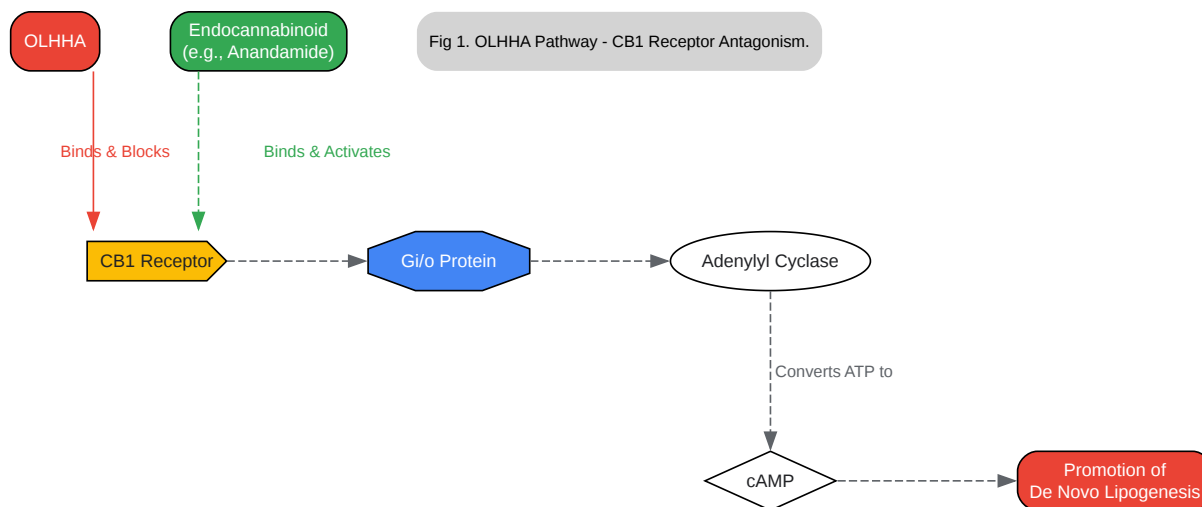 OLHHA
Endocannabinoid
(e.g., Anandamide)
Fig 1. OLHHA Pathway - CB1 Receptor Antagonism.
Binds & Blocks
Binds & Activates
CB1 Receptor
Gi/o Protein
Adenylyl Cyclase
Converts ATP to
cAMP
Promotion of
De Novo Lipogenesis